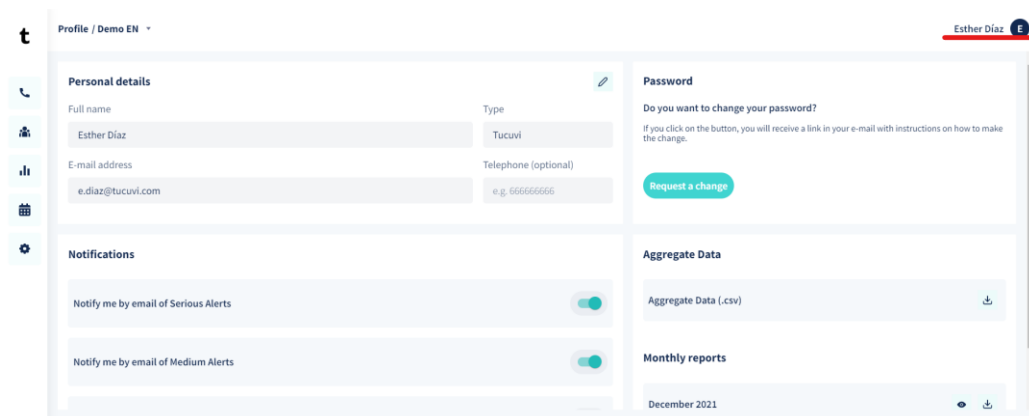 t
Profile / Demo EN
Esther Díaz E
Personal details
Full name
Esther Díaz
Type
Tucuvi
E-mail address
e.diaz@tucuvi.com
Telephone (optional)
e.g. 666666666
Password
Do you want to change your password?
If you click on the button, you will receive a link in your e-mail with instructions on how to make
the change.
Request a change
Notifications
Notify me by email of Serious Alerts
Notify me by email of Medium Alerts
Aggregate Data
Aggregate Data (.csv)
Monthly reports
December 2021